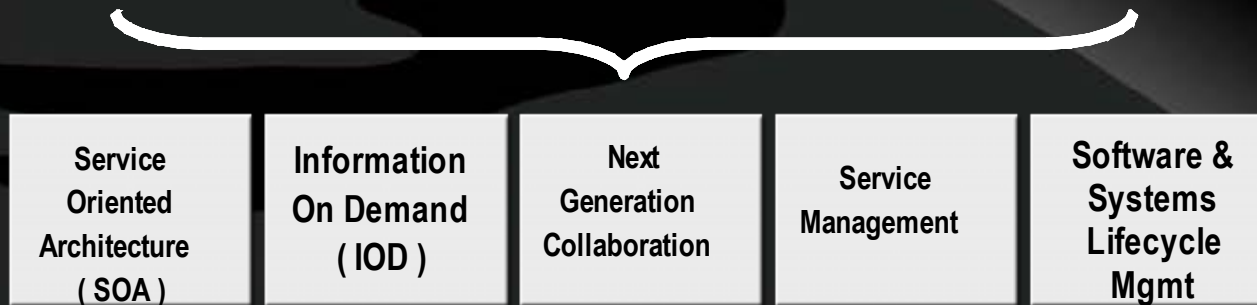 Service
Oriented
Architecture
( SOA )
Information
On Demand
( IOD )
Next
Generation
Collaboration
Service
Management
Software &
Systems
Lifecycle
Mgmt